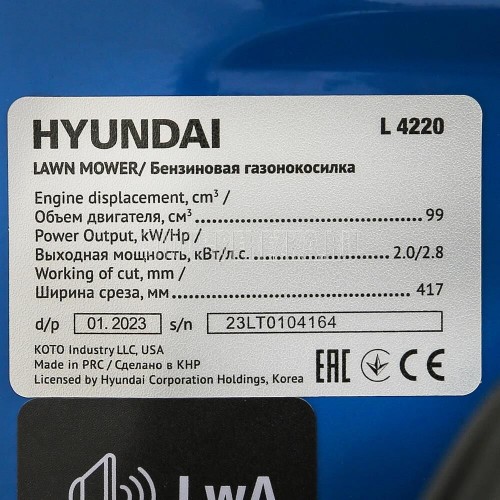 HYUNDAI L 4220
LAWN MOWER/ Бензиновая газонокосилка
Engine displacement, cm³ /
Объем двигателя, см³ 99
Power Output, kW/Hp /
Выходная мощность, кВт/л.с. 2.0/2.8
Working of cut, mm /
Ширина среза, мм 417
d/p 01.2023 s/n 23LT0104164
KOTO Industry LLC, USA
Made in PRC / Сделано в КНР
Licensed by Hyundai Corporation Holdings, Korea
EAC CE
LwA